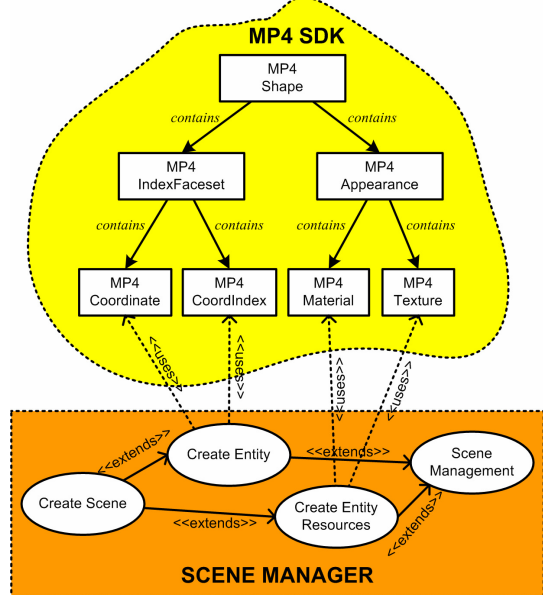 MP4 SDK
MP4
Shape
contains
contains
MP4
IndexFaceset
MP4
Appearance
contains
contains
contains
contains
MP4
Coordinate
MP4
CoordIndex
MP4
Material
MP4
Texture
<<uses>>
<<uses>>
<<uses>>
<<uses>>
<<extends>>
Create Entity
<<extends>>
Scene
Management
Create Scene
<<extends>>
Create Entity
Resources
<<extends>>
SCENE MANAGER